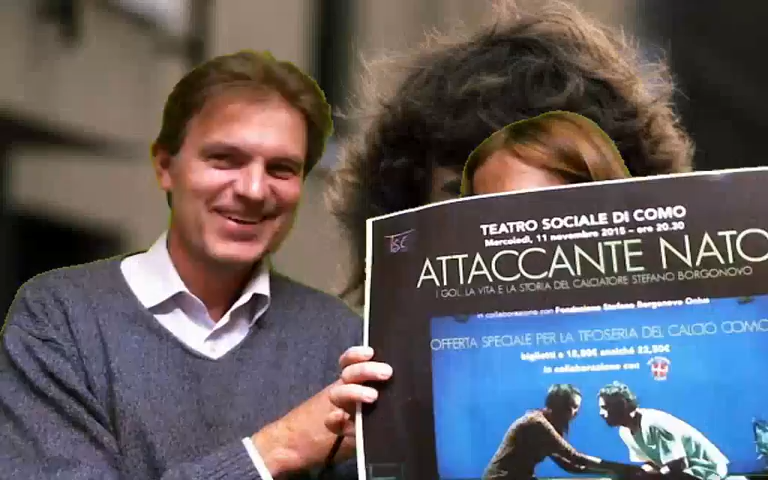 TSC
TEATRO SOCIALE DI COMO
Mercoledì, 11 novembre 2015 - ore 20.30
ATTACCANTE NATO
I GOL, LA VITA E LA STORIA DEL CALCIATORE STEFANO BORGONOVO
in collaborazione con Fondazione Stefano Borgonovo Onlus
OFFERTA SPECIALE PER LA TIFOSERIA DEL CALCIO COMO
biglietti a 18,00€ anziché 22,50€
in collaborazione con